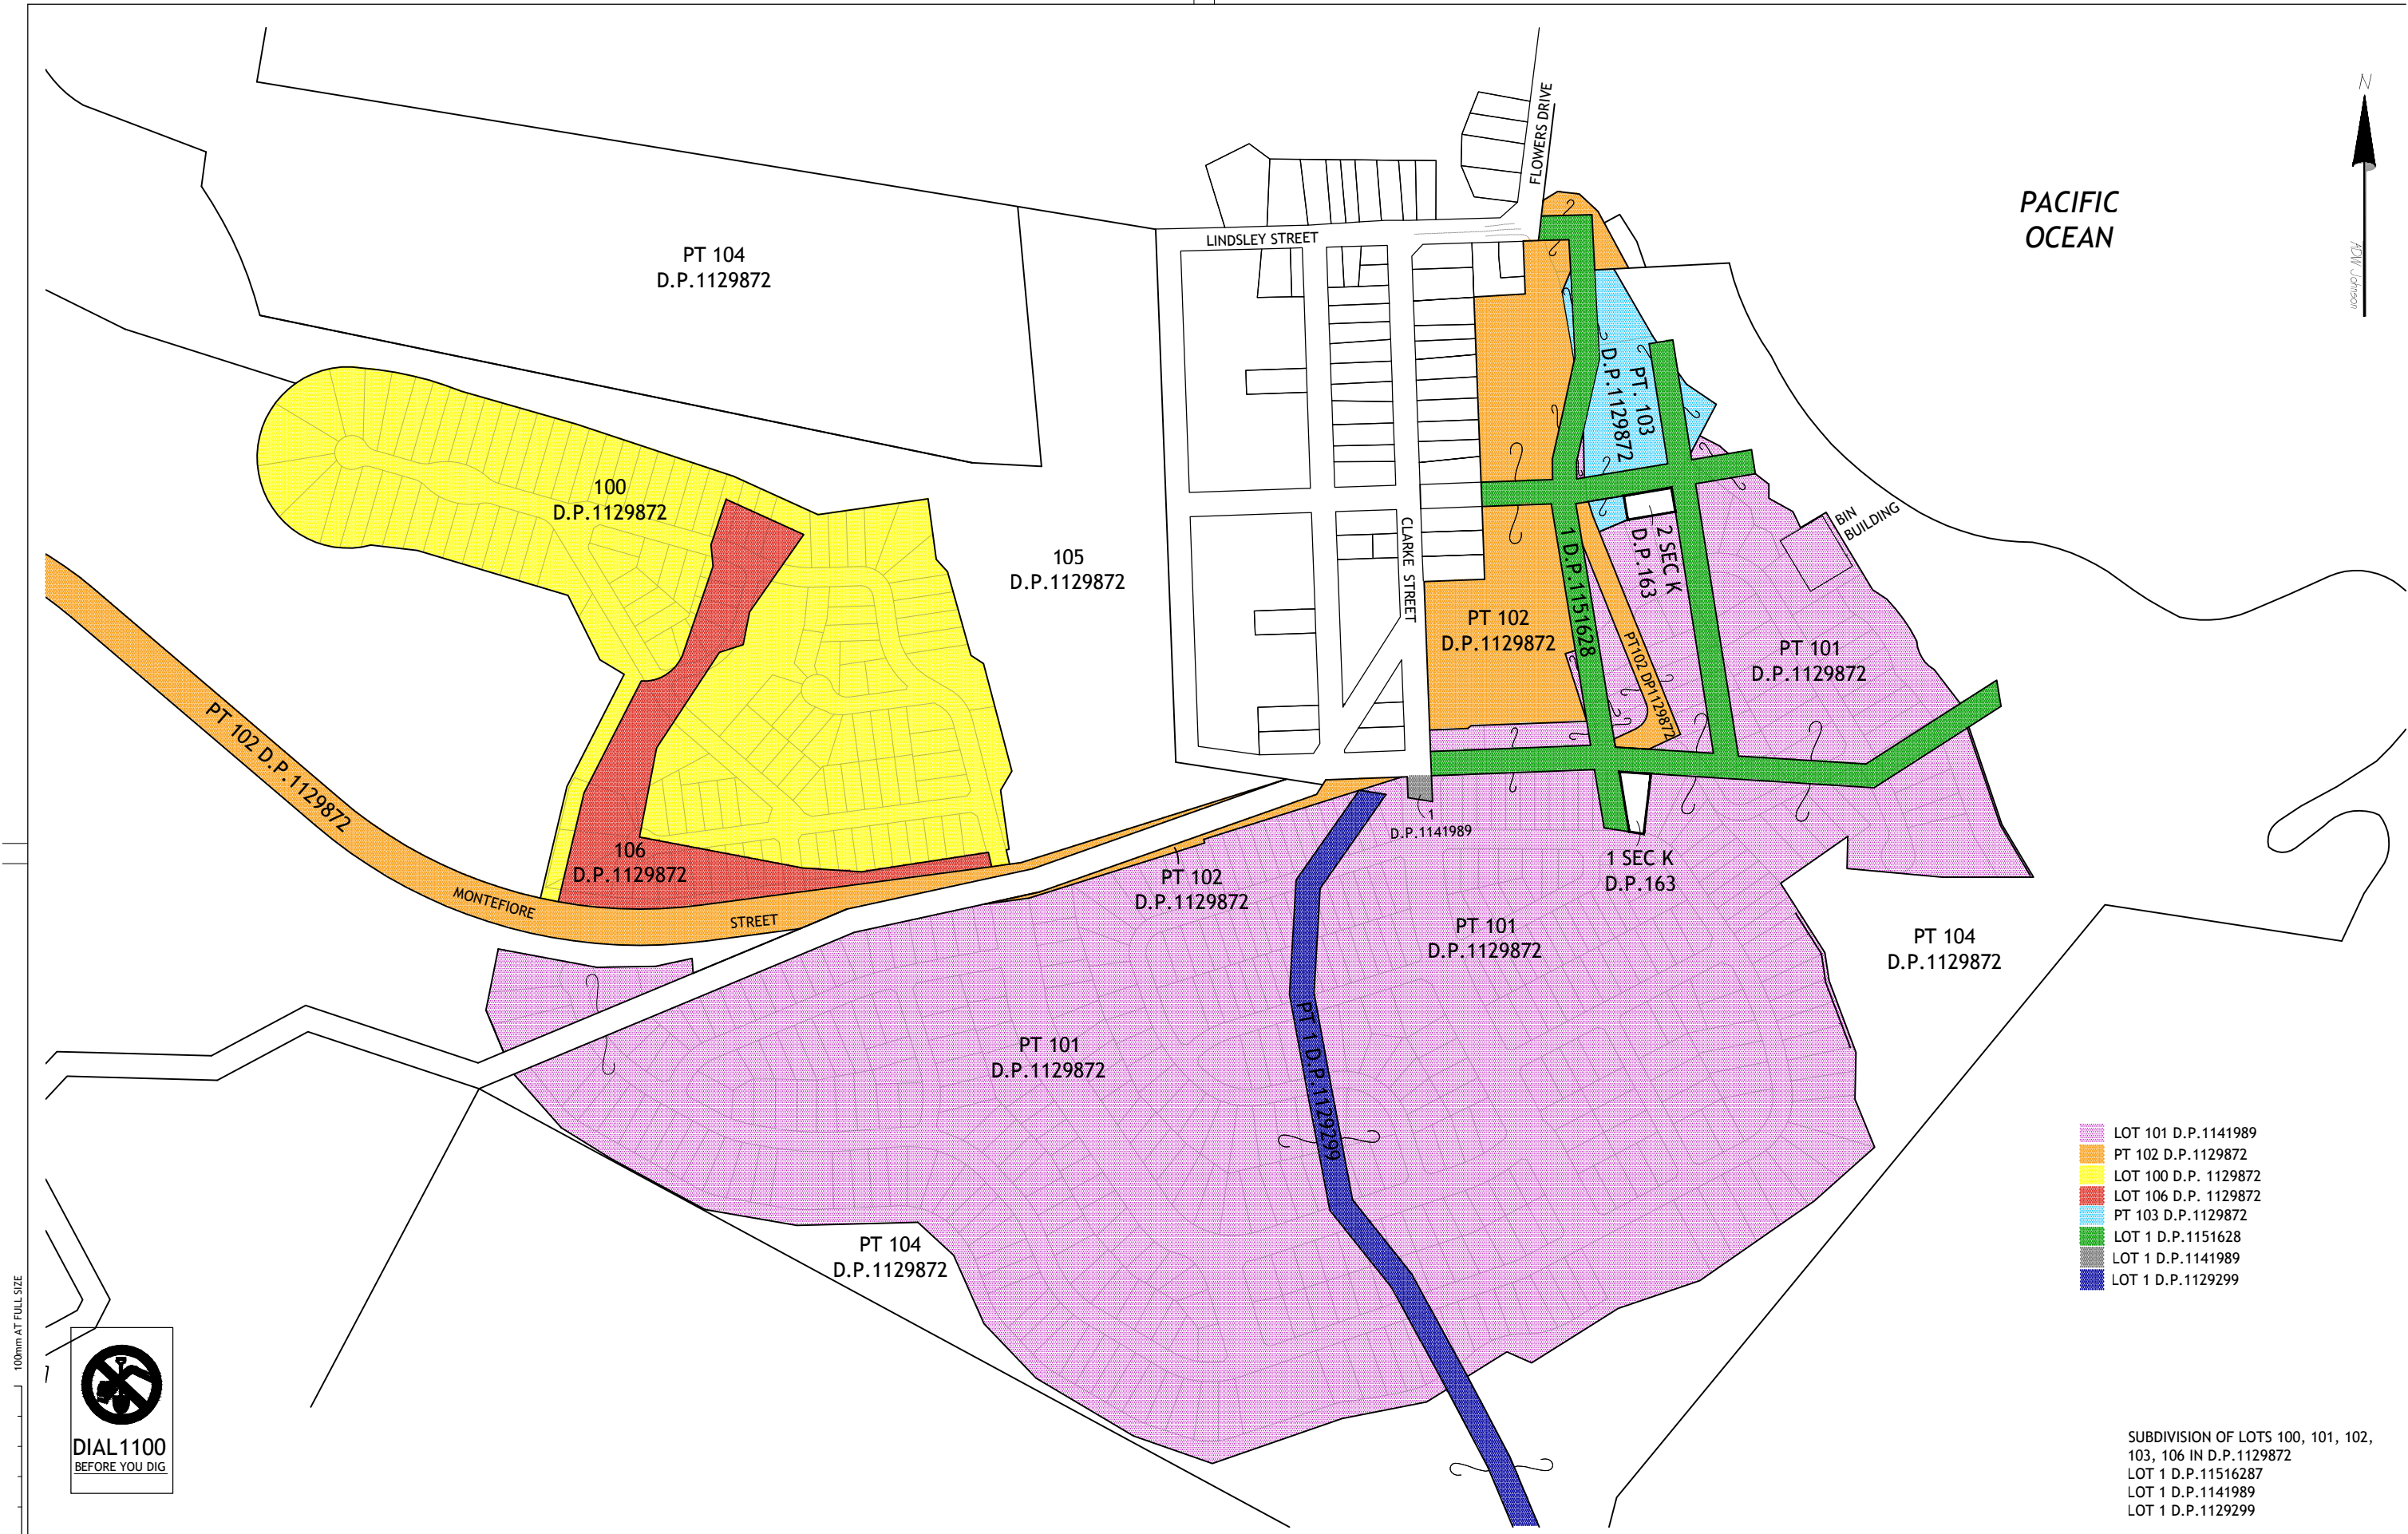 FLOWERS DRIVE
N
ADW Johnson
PACIFIC
OCEAN
LINDSLEY STREET
PT 104
D.P.1129872
PT. 103
D.P.1129872
100
D.P.1129872
105
D.P.1129872
CLARKE STREET
BIN
BUILDING
2 SEC K
D.P.163
1 D.P.1151628
PT 102
D.P.1129872
PT102 DP1129872
PT 101
D.P.1129872
PT 102 D.P.1129872
106
D.P.1129872
MONTEFIORE
STREET
1
D.P.1141989
PT 102
D.P.1129872
1 SEC K
D.P.163
PT 101
D.P.1129872
PT 104
D.P.1129872
PT 101
D.P.1129872
PT 1 D.P.1129299
PT 104
D.P.1129872
LOT 101 D.P.1141989
PT 102 D.P.1129872
LOT 100 D.P. 1129872
LOT 106 D.P. 1129872
PT 103 D.P.1129872
LOT 1 D.P.1151628
LOT 1 D.P.1141989
LOT 1 D.P.1129299
100mm AT FULL SIZE
DIAL1100
BEFORE YOU DIG
SUBDIVISION OF LOTS 100, 101, 102,
103, 106 IN D.P.1129872
LOT 1 D.P.11516287
LOT 1 D.P.1141989
LOT 1 D.P.1129299